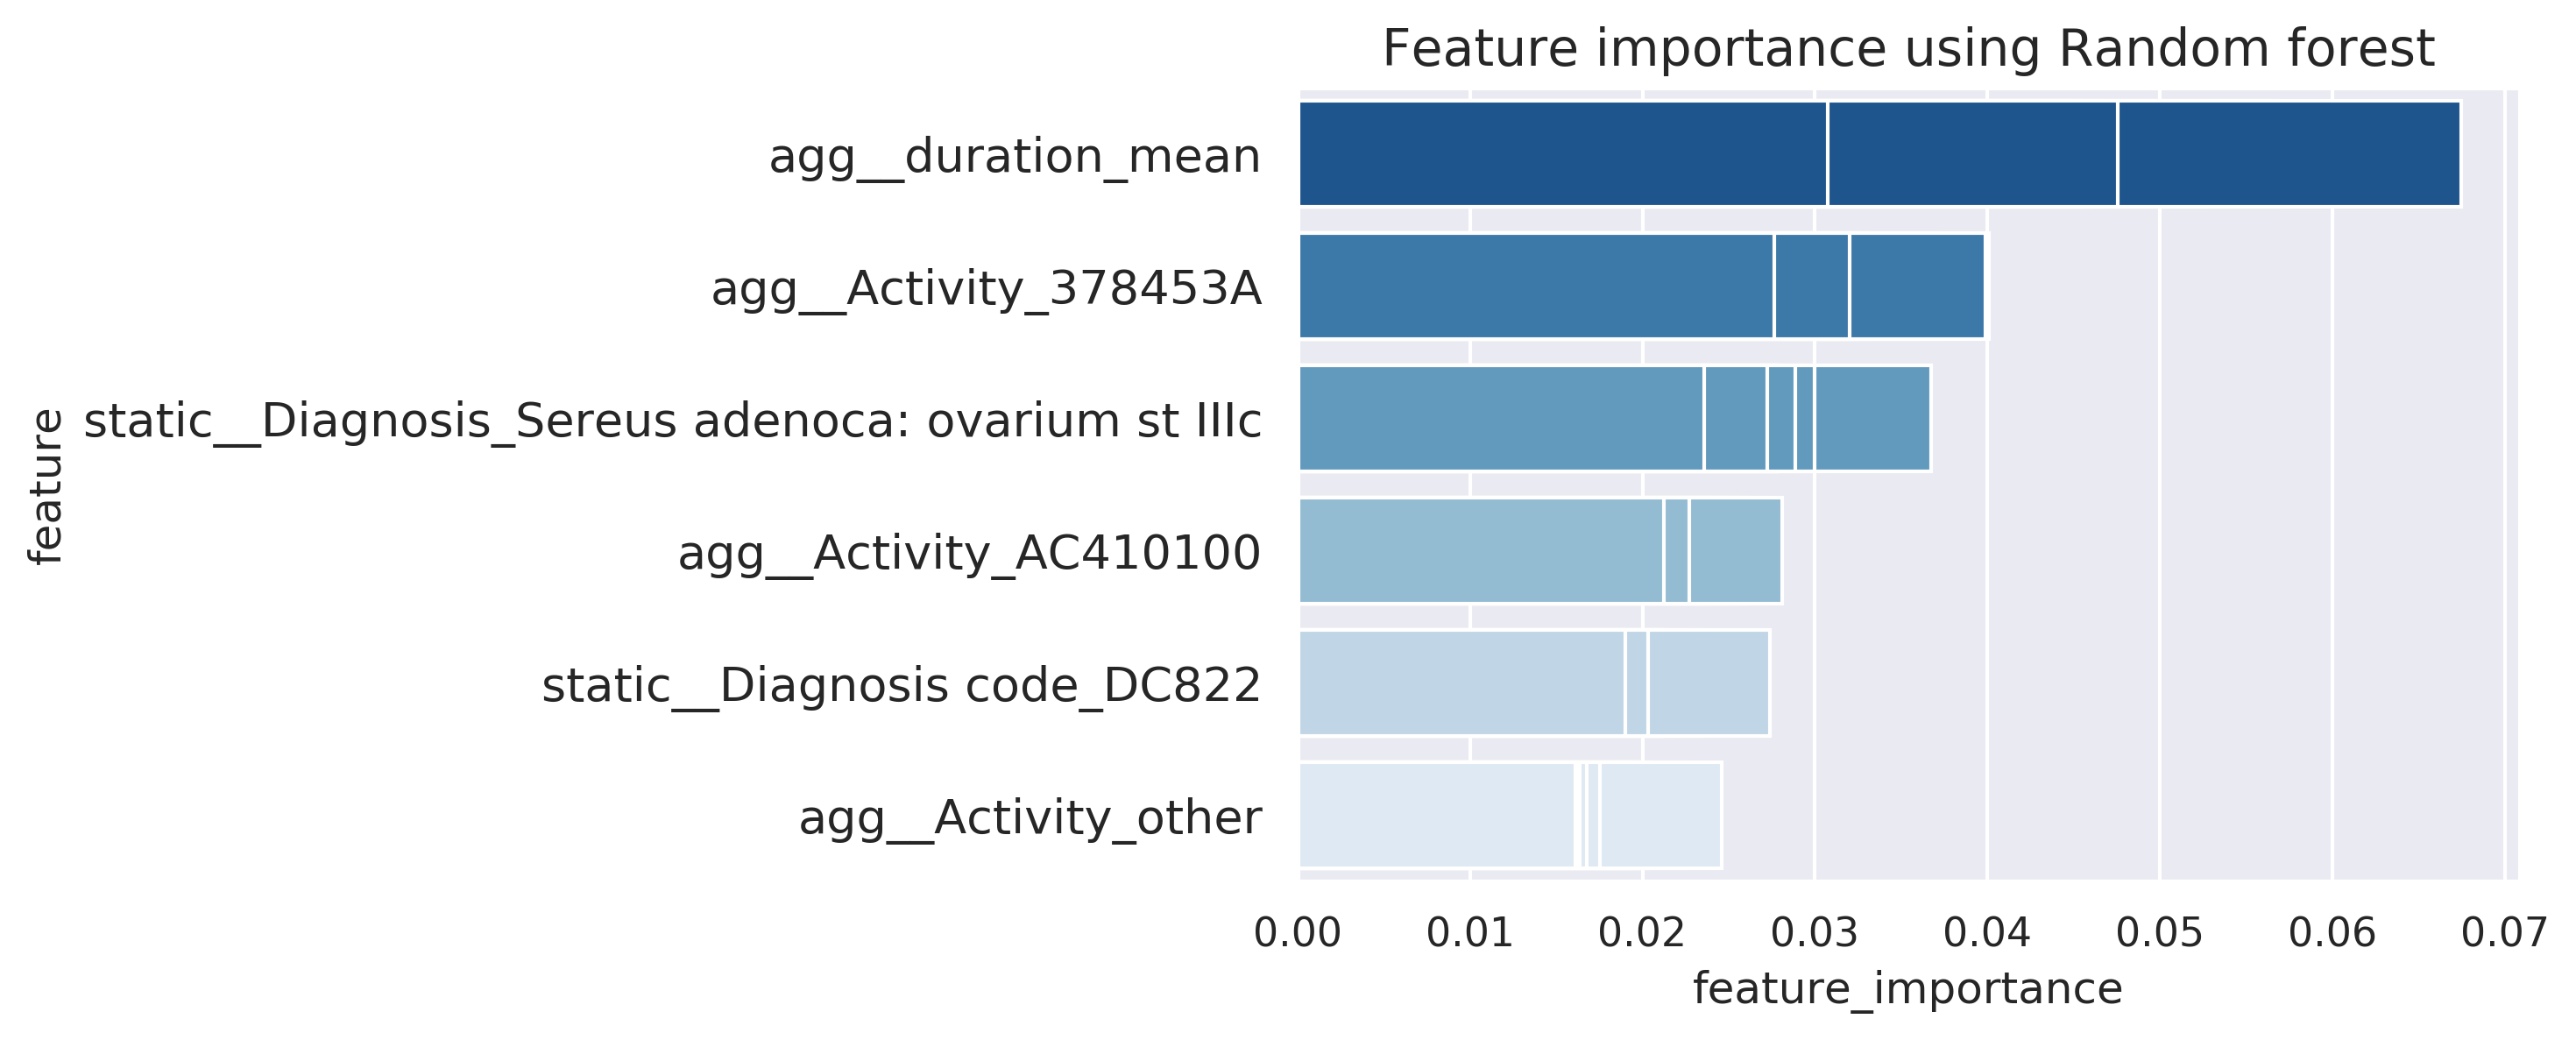 Feature importance using Random forest
agg__duration_mean
agg__Activity_378453A
static__Diagnosis_Sereus adenoca: ovarium st IIIc
agg__Activity_AC410100
static__Diagnosis code_DC822
agg__Activity_other
feature
0.00 0.01 0.02 0.03 0.04 0.05 0.06 0.07
feature_importance